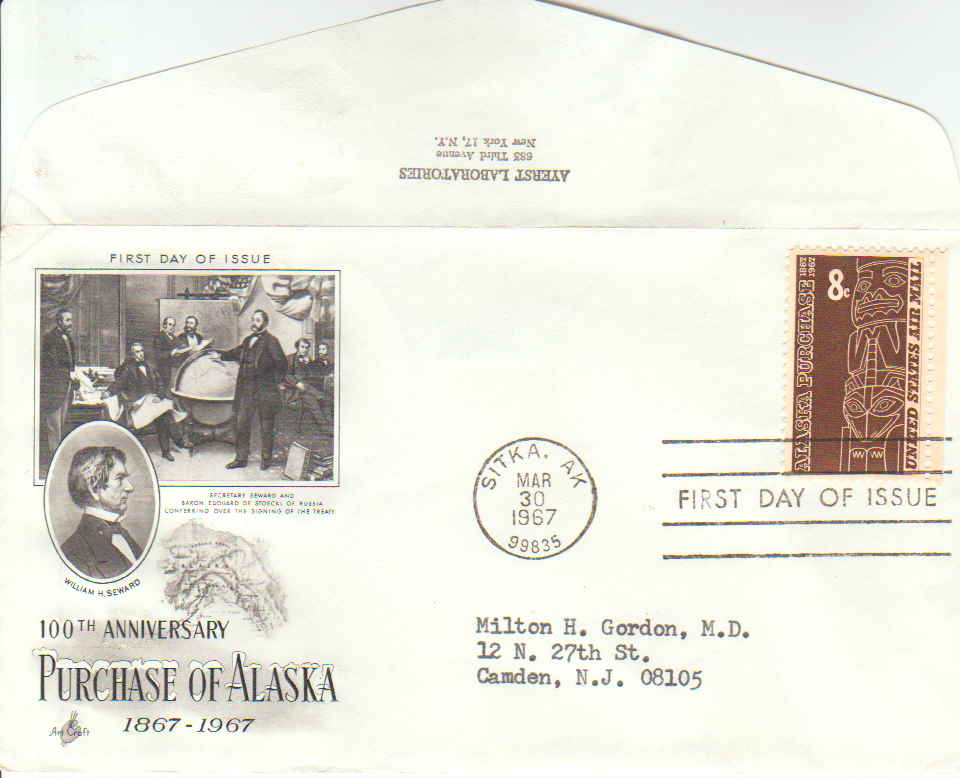 AYERST LABORATORIES
685 Third Avenue
New York 17, N.Y.
FIRST DAY OF ISSUE
SECRETARY SEWARD AND
BARON EDOUARD OF STOECKL OF RUSSIA
CONFERRING OVER THE SIGNING OF THE TREATY
WILLIAM H. SEWARD
100TH ANNIVERSARY
PURCHASE OF ALASKA
1867-1967
Art Craft
ALASKA PURCHASE 1867 1967
8c
UNITED STATES AIR MAIL
SITKA, AK
MAR
30
1967
99835
FIRST DAY OF ISSUE
Milton H. Gordon, M.D.
12 N. 27th St.
Camden, N.J. 08105